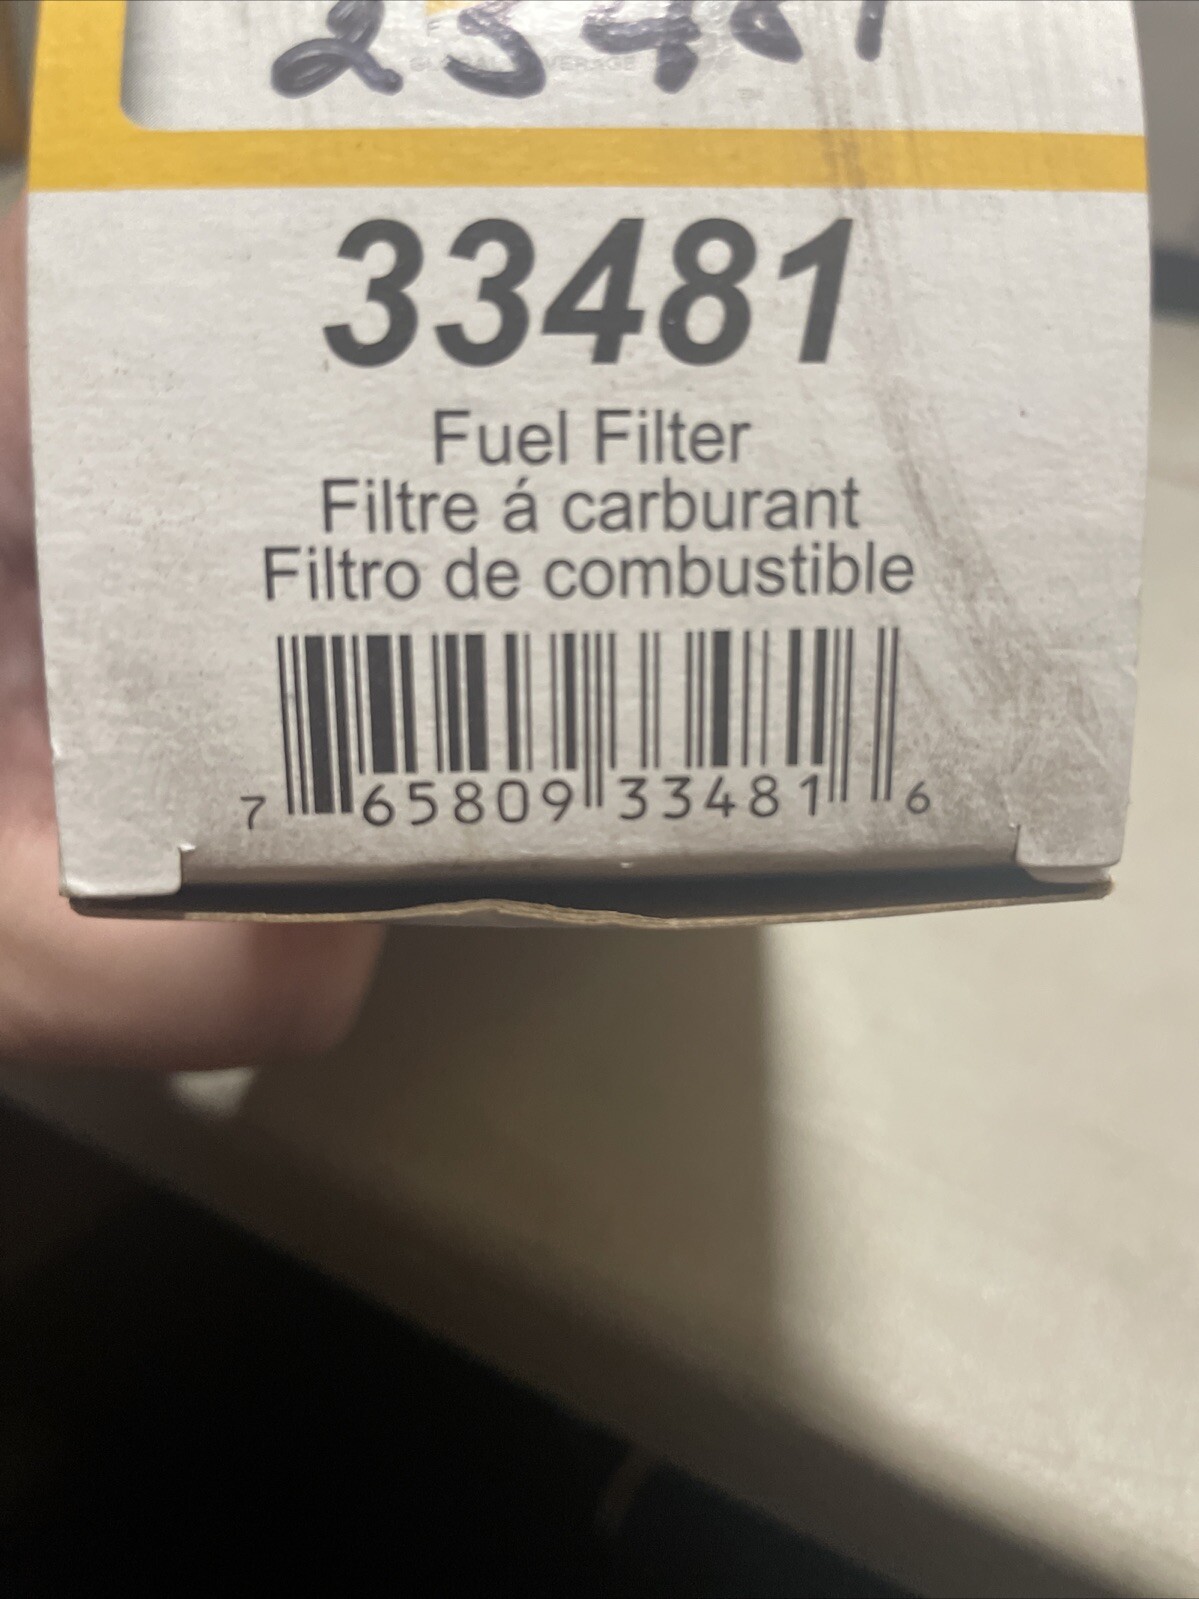 33481
Fuel Filter
Filtre á carburant
Filtro de combustible
7 65809 33481 6